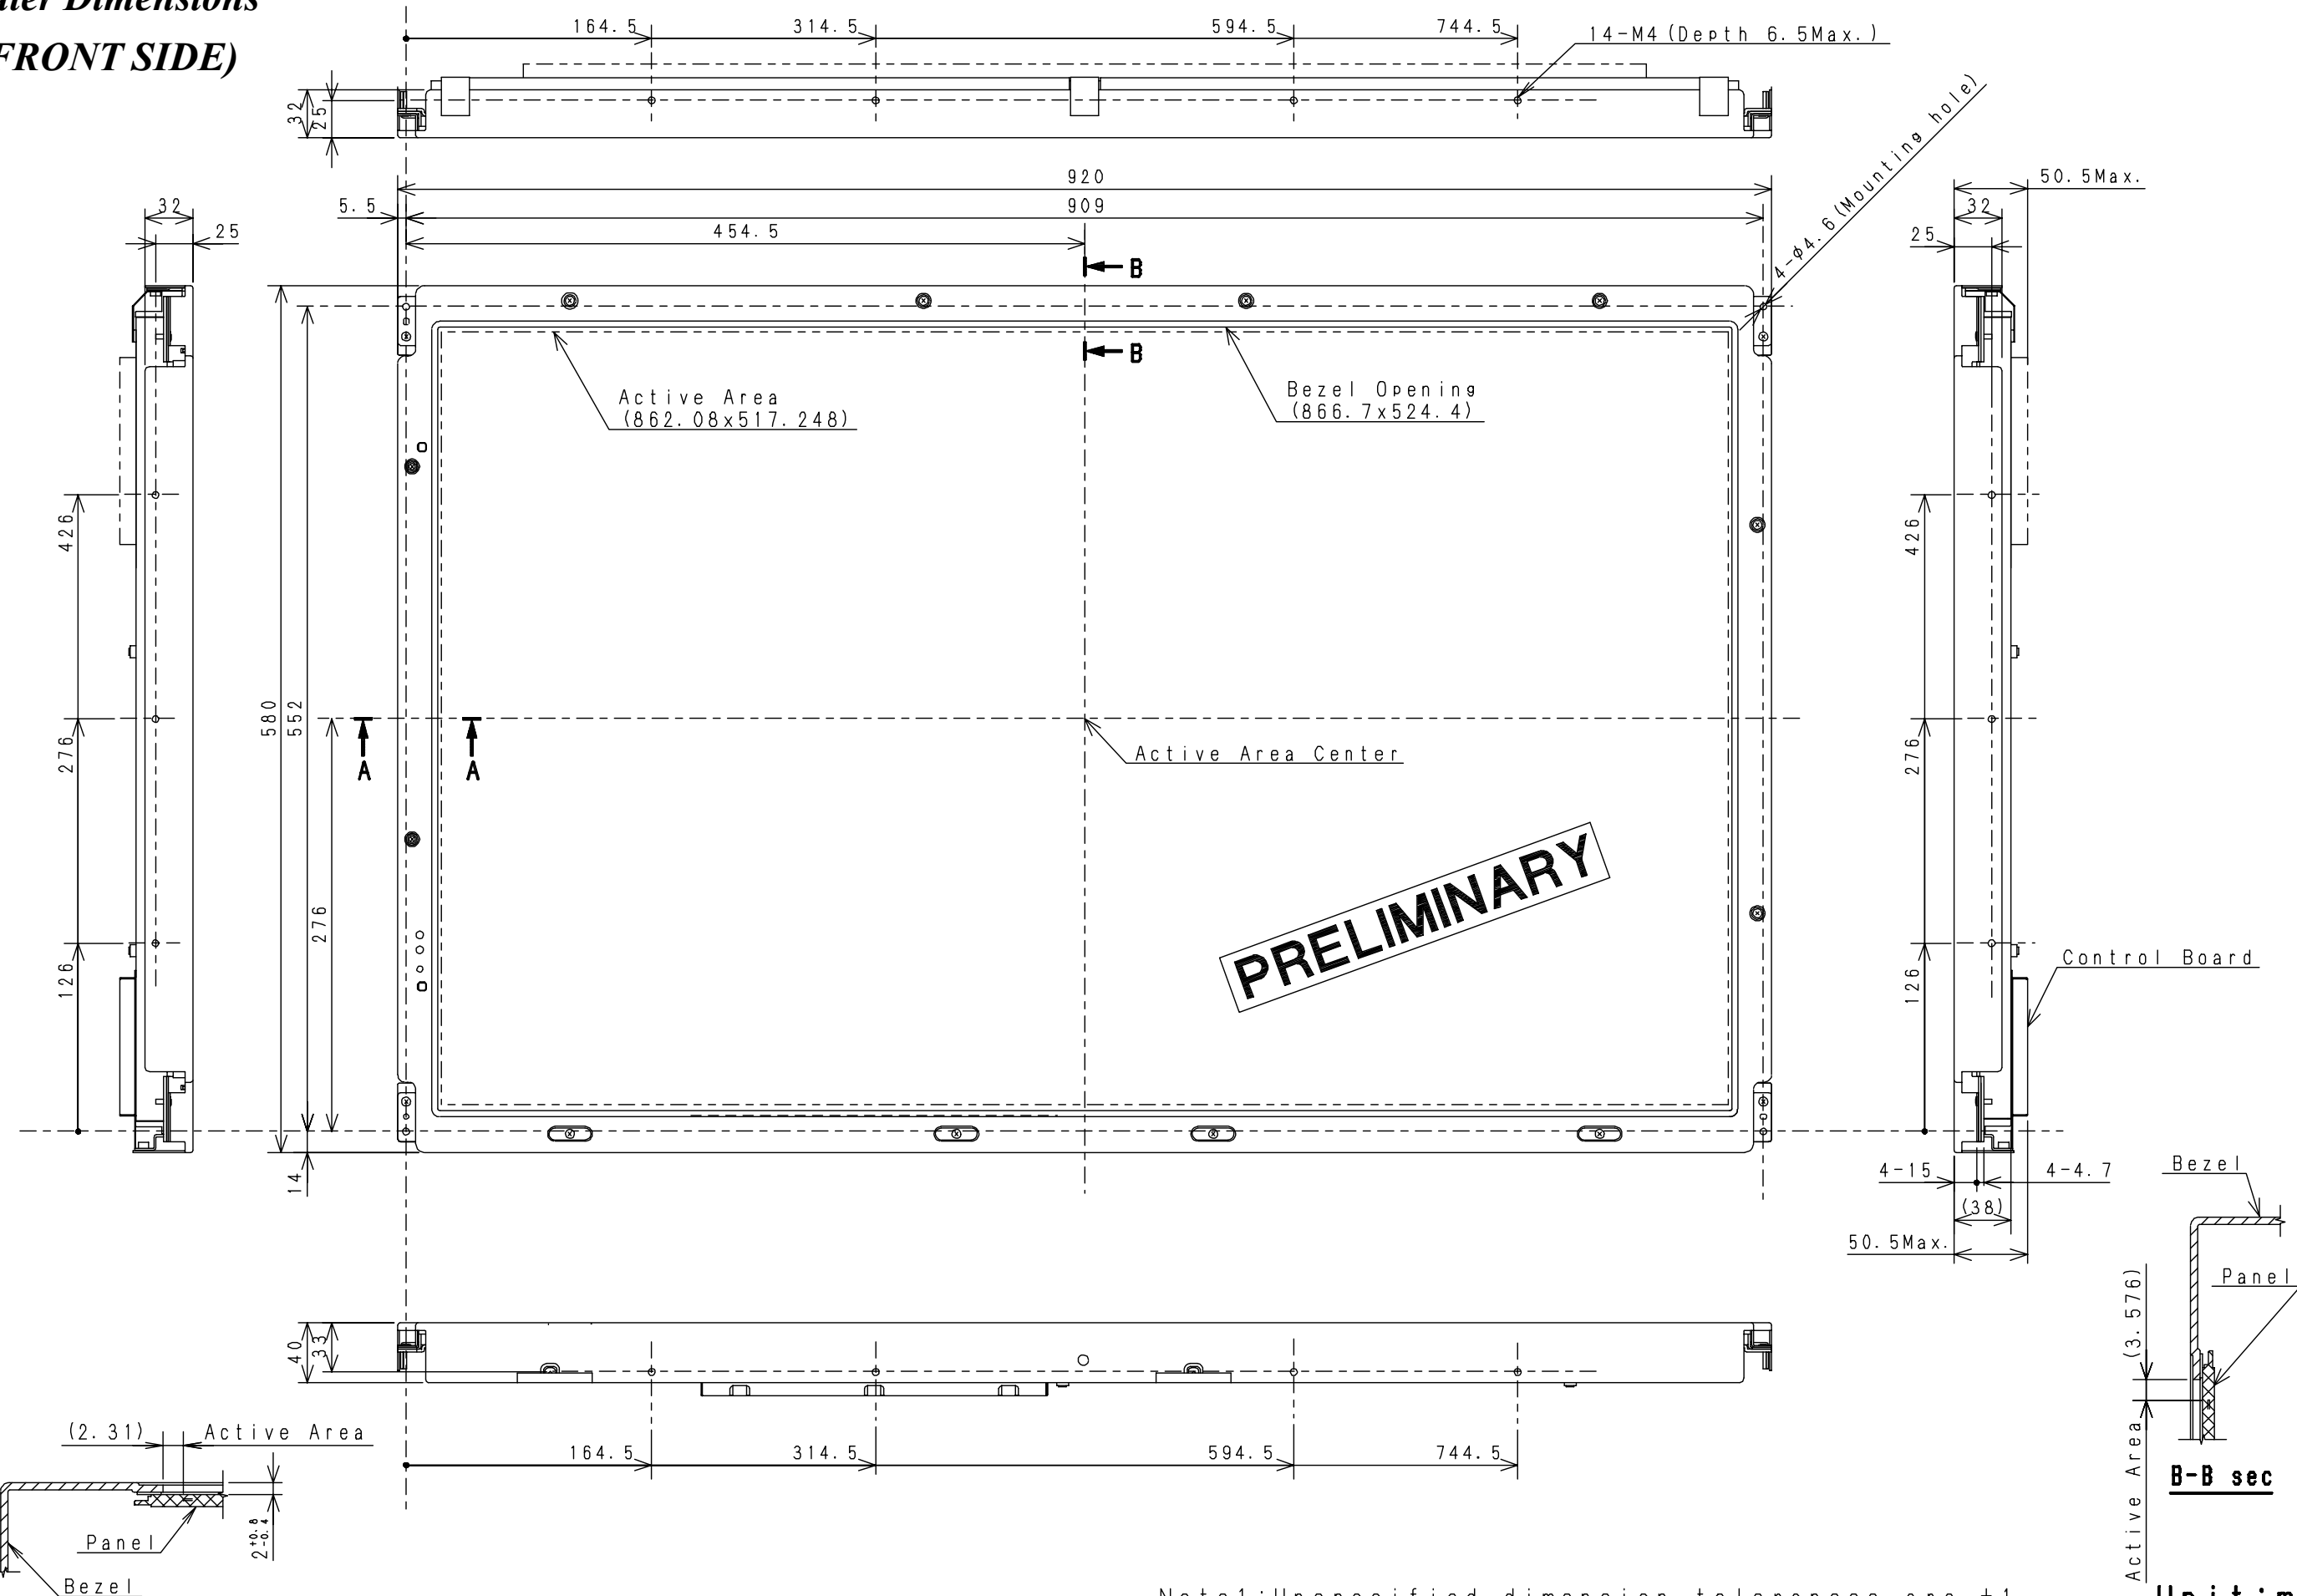 Dimensions
FRONT SIDE)
164.5
314.5
594.5
744.5
14-M4(Depth 6.5Max.)
32
25
4-φ4.6(Mounting hole)
920
5.5
909
454.5
50.5Max.
32
25
32
25
B
B
Active Area
(862.08x517.248)
Bezel Opening
(866.7x524.4)
426
276
126
580
552
276
14
A
A
Active Area Center
PRELIMINARY
426
276
126
Control Board
4-15
4-4.7
(38)
50.5Max.
Bezel
Panel
(3.576)
Active Area
B-B sec
40
33
164.5
314.5
594.5
744.5
(2.31)
Active Area
2+0.8
-0.4
Panel
Bezel